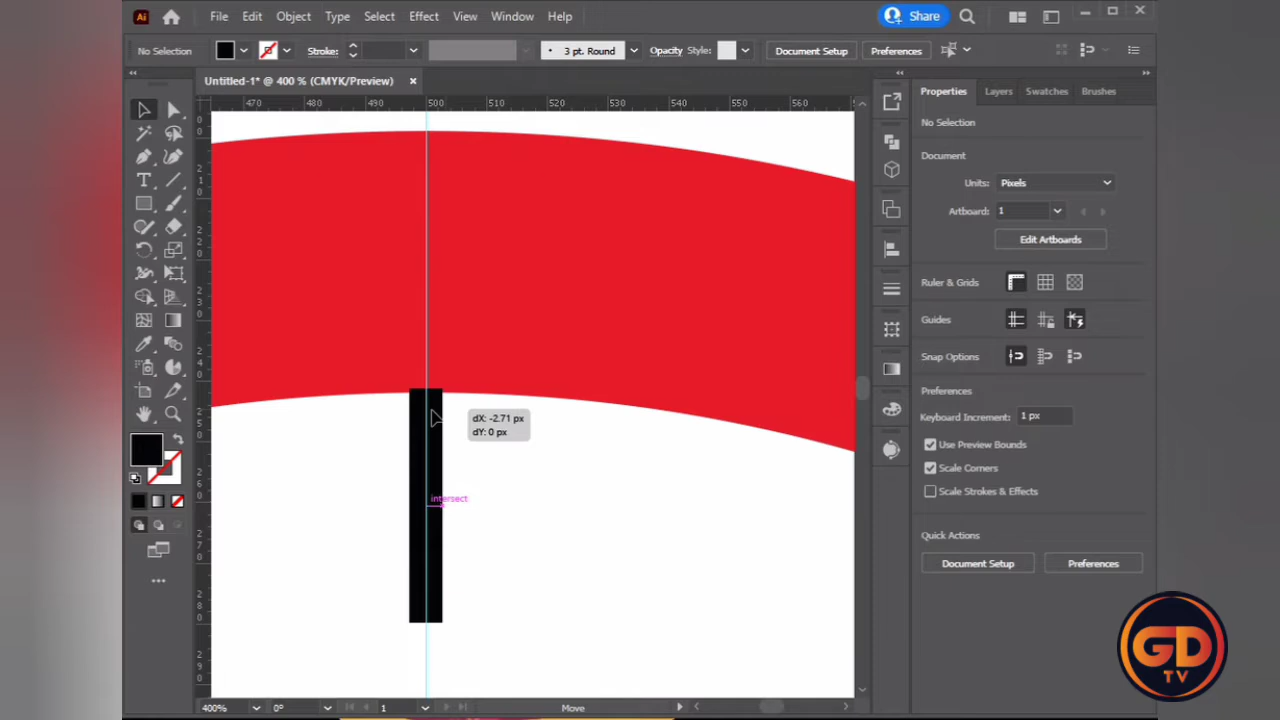 Ai File Edit Object Type Select Effect View Window Help Share
No Selection Stroke: 3 pt. Round Opacity Style: Document Setup Preferences
Untitled-1* @ 400 % (CMYK/Preview)
470 480 490 500 510 520 530 540 550 560
Properties Layers Swatches Brushes
No Selection
Document
Units: Pixels
Artboard: 1
Edit Artboards
Ruler & Grids
Guides
Snap Options
Preferences
Keyboard Increment: 1 px
Use Preview Bounds
Scale Corners
Scale Strokes & Effects
Quick Actions
Document Setup Preferences
dX: -2.71 px
dY: 0 px
intersect
400% 0° 1 Move
GD
TV